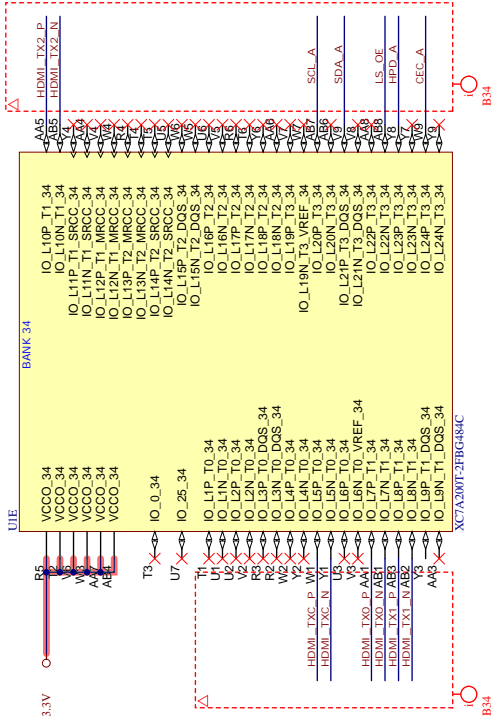 U1E
BANK 34
XC7A200T-2FBG484C
3.3V
R5 VCCO_34
VCCO_34
V6 VCCO_34
W3 VCCO_34
AA7 VCCO_34
AB4 VCCO_34
T3 IO_0_34
U7 IO_25_34
T1 IO_L1P_T0_34
U1 IO_L1N_T0_34
U2 IO_L2P_T0_34
V2 IO_L2N_T0_34
R3 IO_L3P_T0_DQS_34
R2 IO_L3N_T0_DQS_34
W2 IO_L4P_T0_34
Y2 IO_L4N_T0_34
HDMI_TXC_P W1 IO_L5P_T0_34
HDMI_TXC_N Y1 IO_L5N_T0_34
U3 IO_L6P_T0_34
V3 IO_L6N_T0_VREF_34
HDMI_TX0_P AA1 IO_L7P_T1_34
HDMI_TX0_N AB1 IO_L7N_T1_34
HDMI_TX1_P AB3 IO_L8P_T1_34
HDMI_TX1_N AB2 IO_L8N_T1_34
Y3 IO_L9P_T1_DQS_34
AA3 IO_L9N_T1_DQS_34
IO_L10P_T1_34 AA5 HDMI_TX2_P
IO_L10N_T1_34 AB5 HDMI_TX2_N
IO_L11P_T1_SRCC_34 Y4
IO_L11N_T1_SRCC_34 AA4
IO_L12P_T1_MRCC_34 V4
IO_L12N_T1_MRCC_34 W4
IO_L13P_T2_MRCC_34 R4
IO_L13N_T2_MRCC_34 T4
IO_L14P_T2_SRCC_34 T5
IO_L14N_T2_SRCC_34 U5
IO_L15P_T2_DQS_34 W6
IO_L15N_T2_DQS_34 W5
IO_L16P_T2_34 U6
IO_L16N_T2_34 V5
IO_L17P_T2_34 R6
IO_L17N_T2_34 T6
IO_L18P_T2_34 Y6
IO_L18N_T2_34 AA6
IO_L19P_T3_34 V7
IO_L19N_T3_VREF_34 W7
IO_L20P_T3_34 AB7 SCL_A
IO_L20N_T3_34 AB6
IO_L21P_T3_DQS_34 V9 SDA_A
IO_L21N_T3_DQS_34 V8
IO_L22P_T3_34 AA8
IO_L22N_T3_34 AB8 LS_OE
IO_L23P_T3_34 Y8 HPD_A
IO_L23N_T3_34 Y7
IO_L24P_T3_34 W9 CEC_A
IO_L24N_T3_34 Y9
i B34
i B34